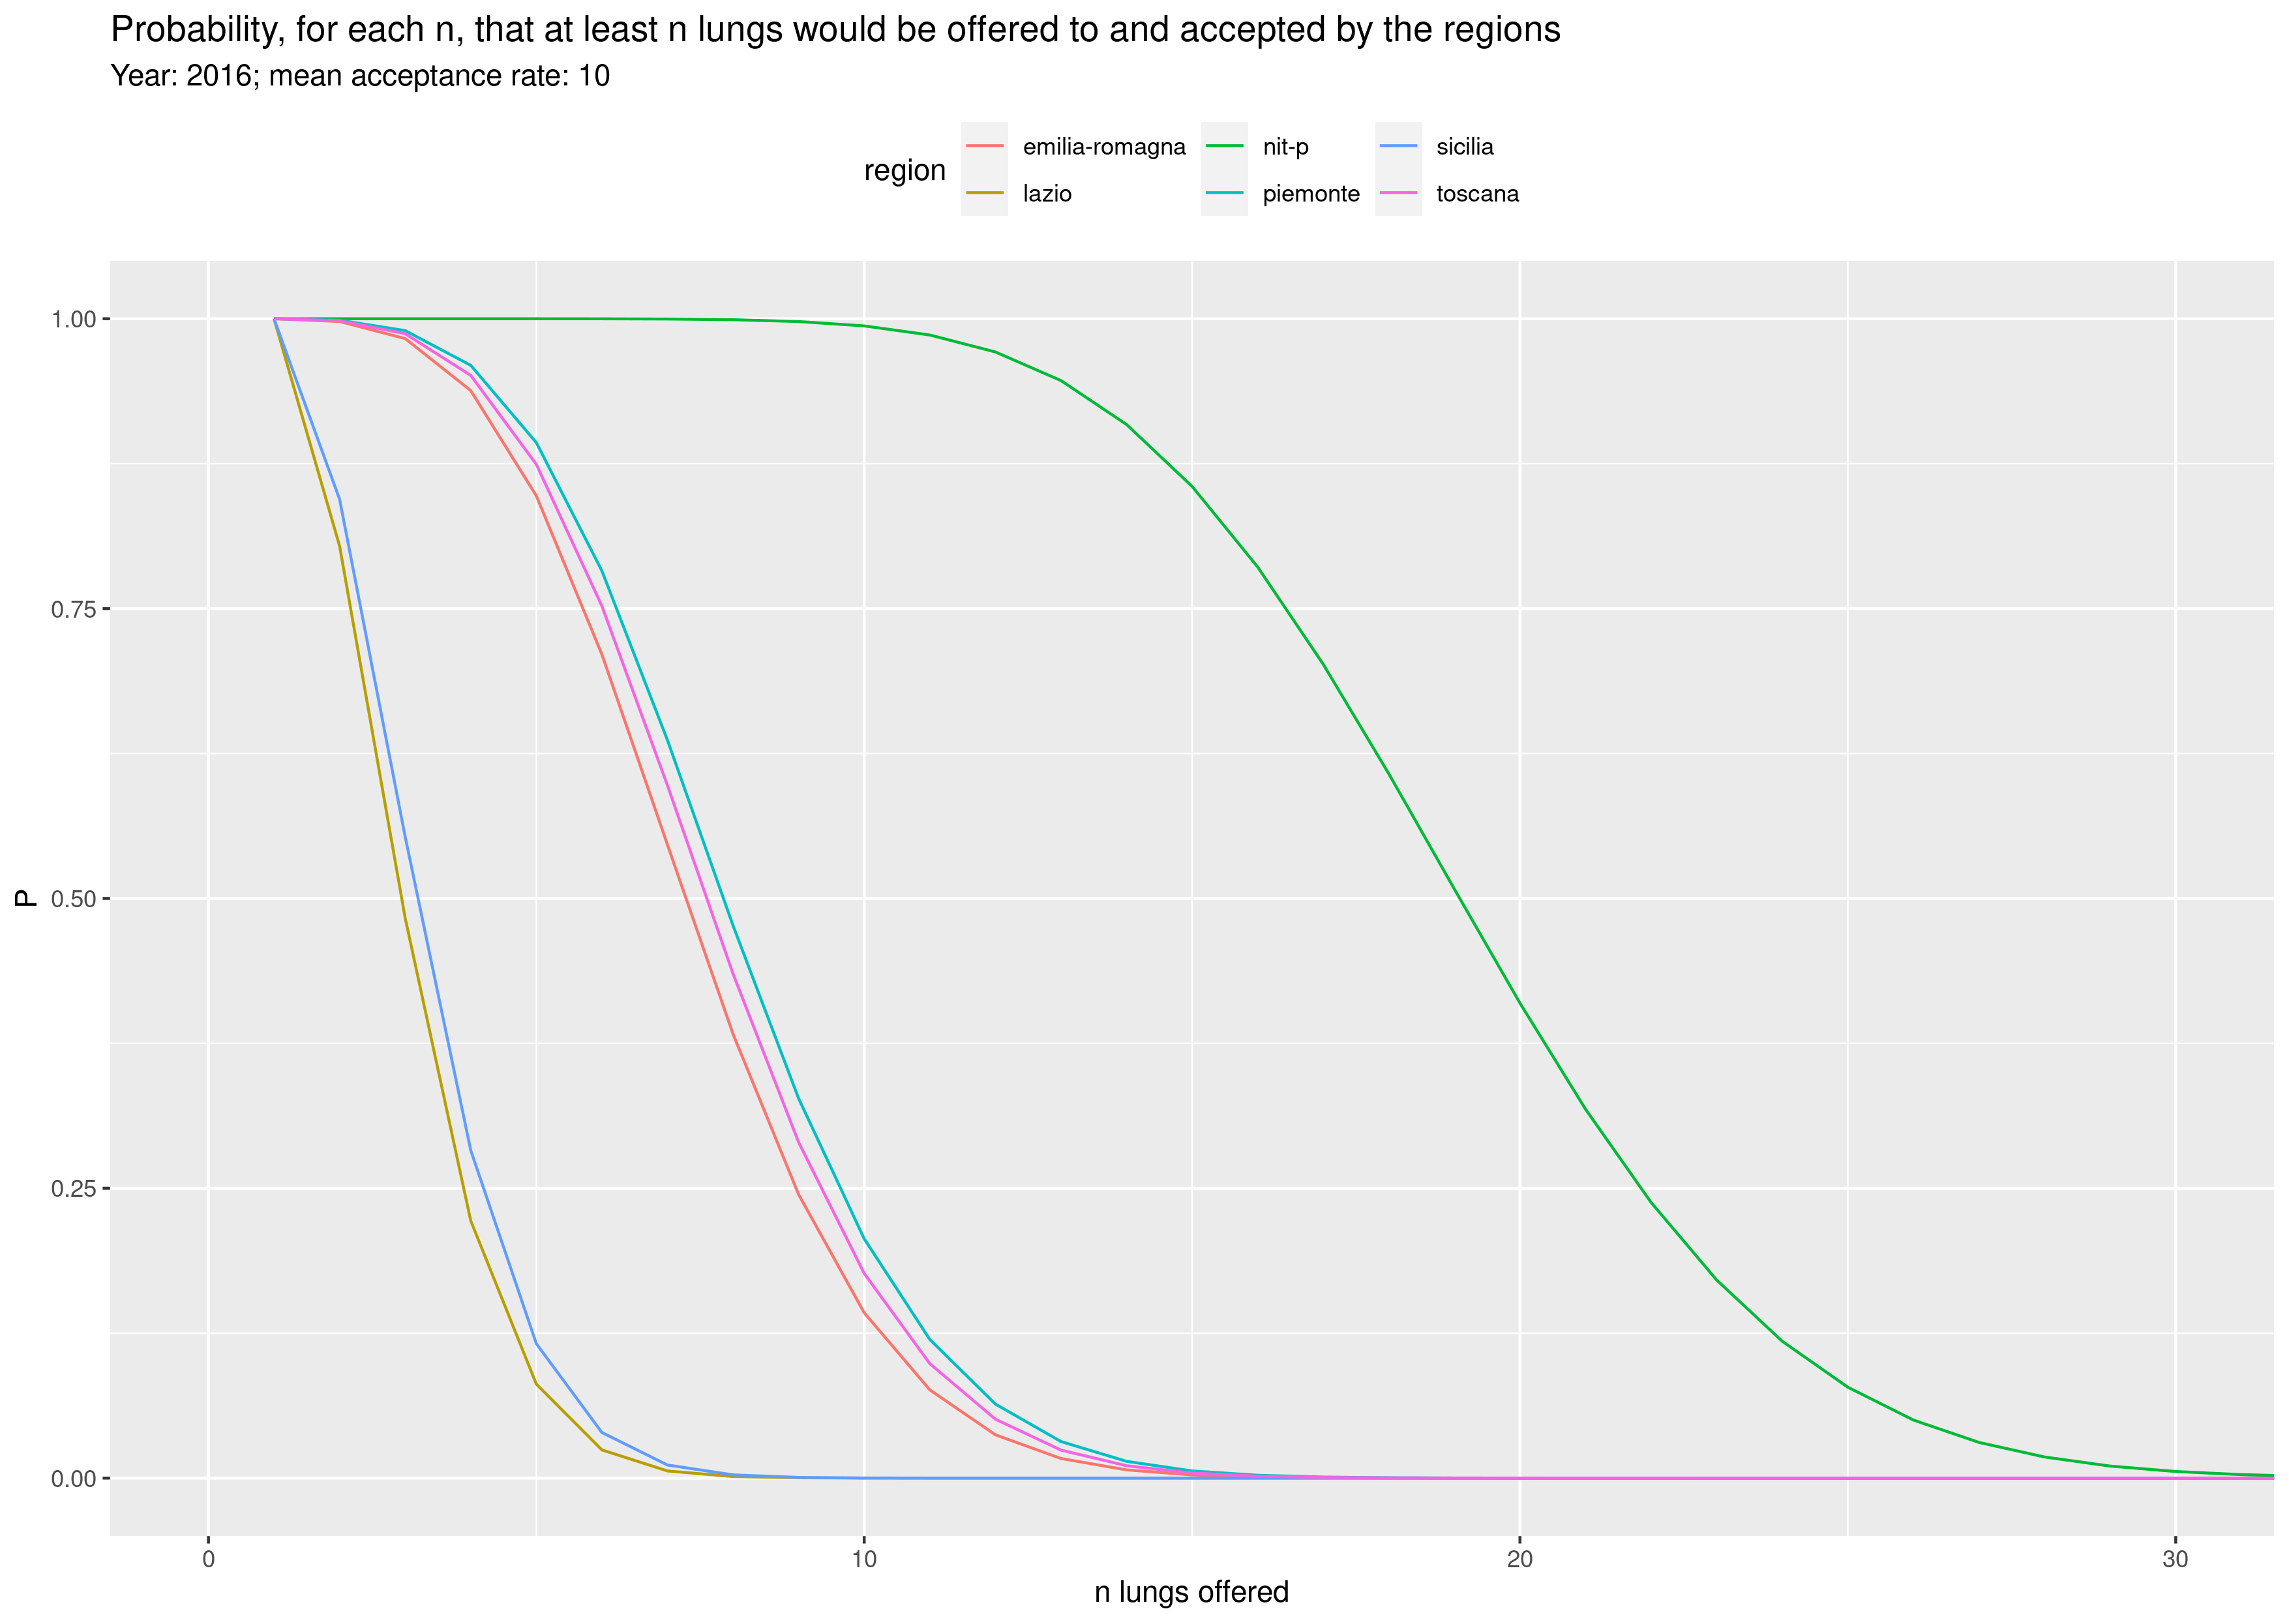 Probability, for each n, that at least n lungs would be offered to and accepted by the regions
Year: 2016; mean acceptance rate: 10
region
emilia-romagna
nit-p
sicilia
lazio
piemonte
toscana
1.00
0.75
0.50
0.25
0.00
P
0
10
20
30
n lungs offered